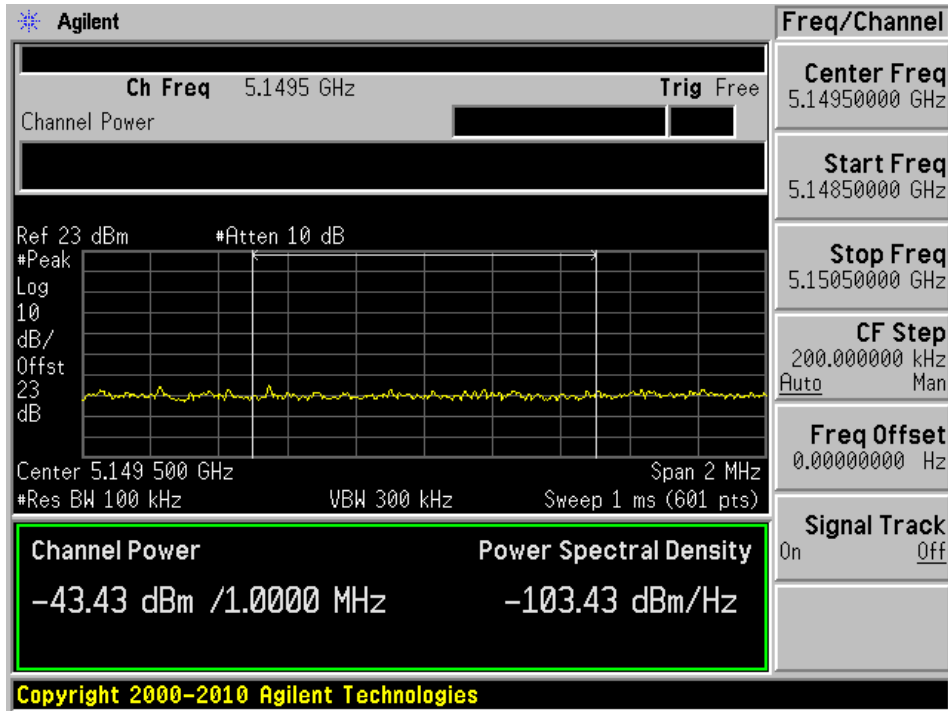 Agilent
Freq/Channel
Ch Freq 5.1495 GHz Trig Free
Channel Power
Center Freq
5.14950000 GHz
Start Freq
5.14850000 GHz
Stop Freq
5.15050000 GHz
CF Step
200.000000 kHz
Auto Man
Freq Offset
0.00000000 Hz
Signal Track
On Off
Ref 23 dBm #Atten 10 dB
#Peak
Log
10
dB/
Offst
23
dB
Center 5.149 500 GHz Span 2 MHz
#Res BW 100 kHz VBW 300 kHz Sweep 1 ms (601 pts)
Channel Power Power Spectral Density
-43.43 dBm /1.0000 MHz -103.43 dBm/Hz
Copyright 2000-2010 Agilent Technologies